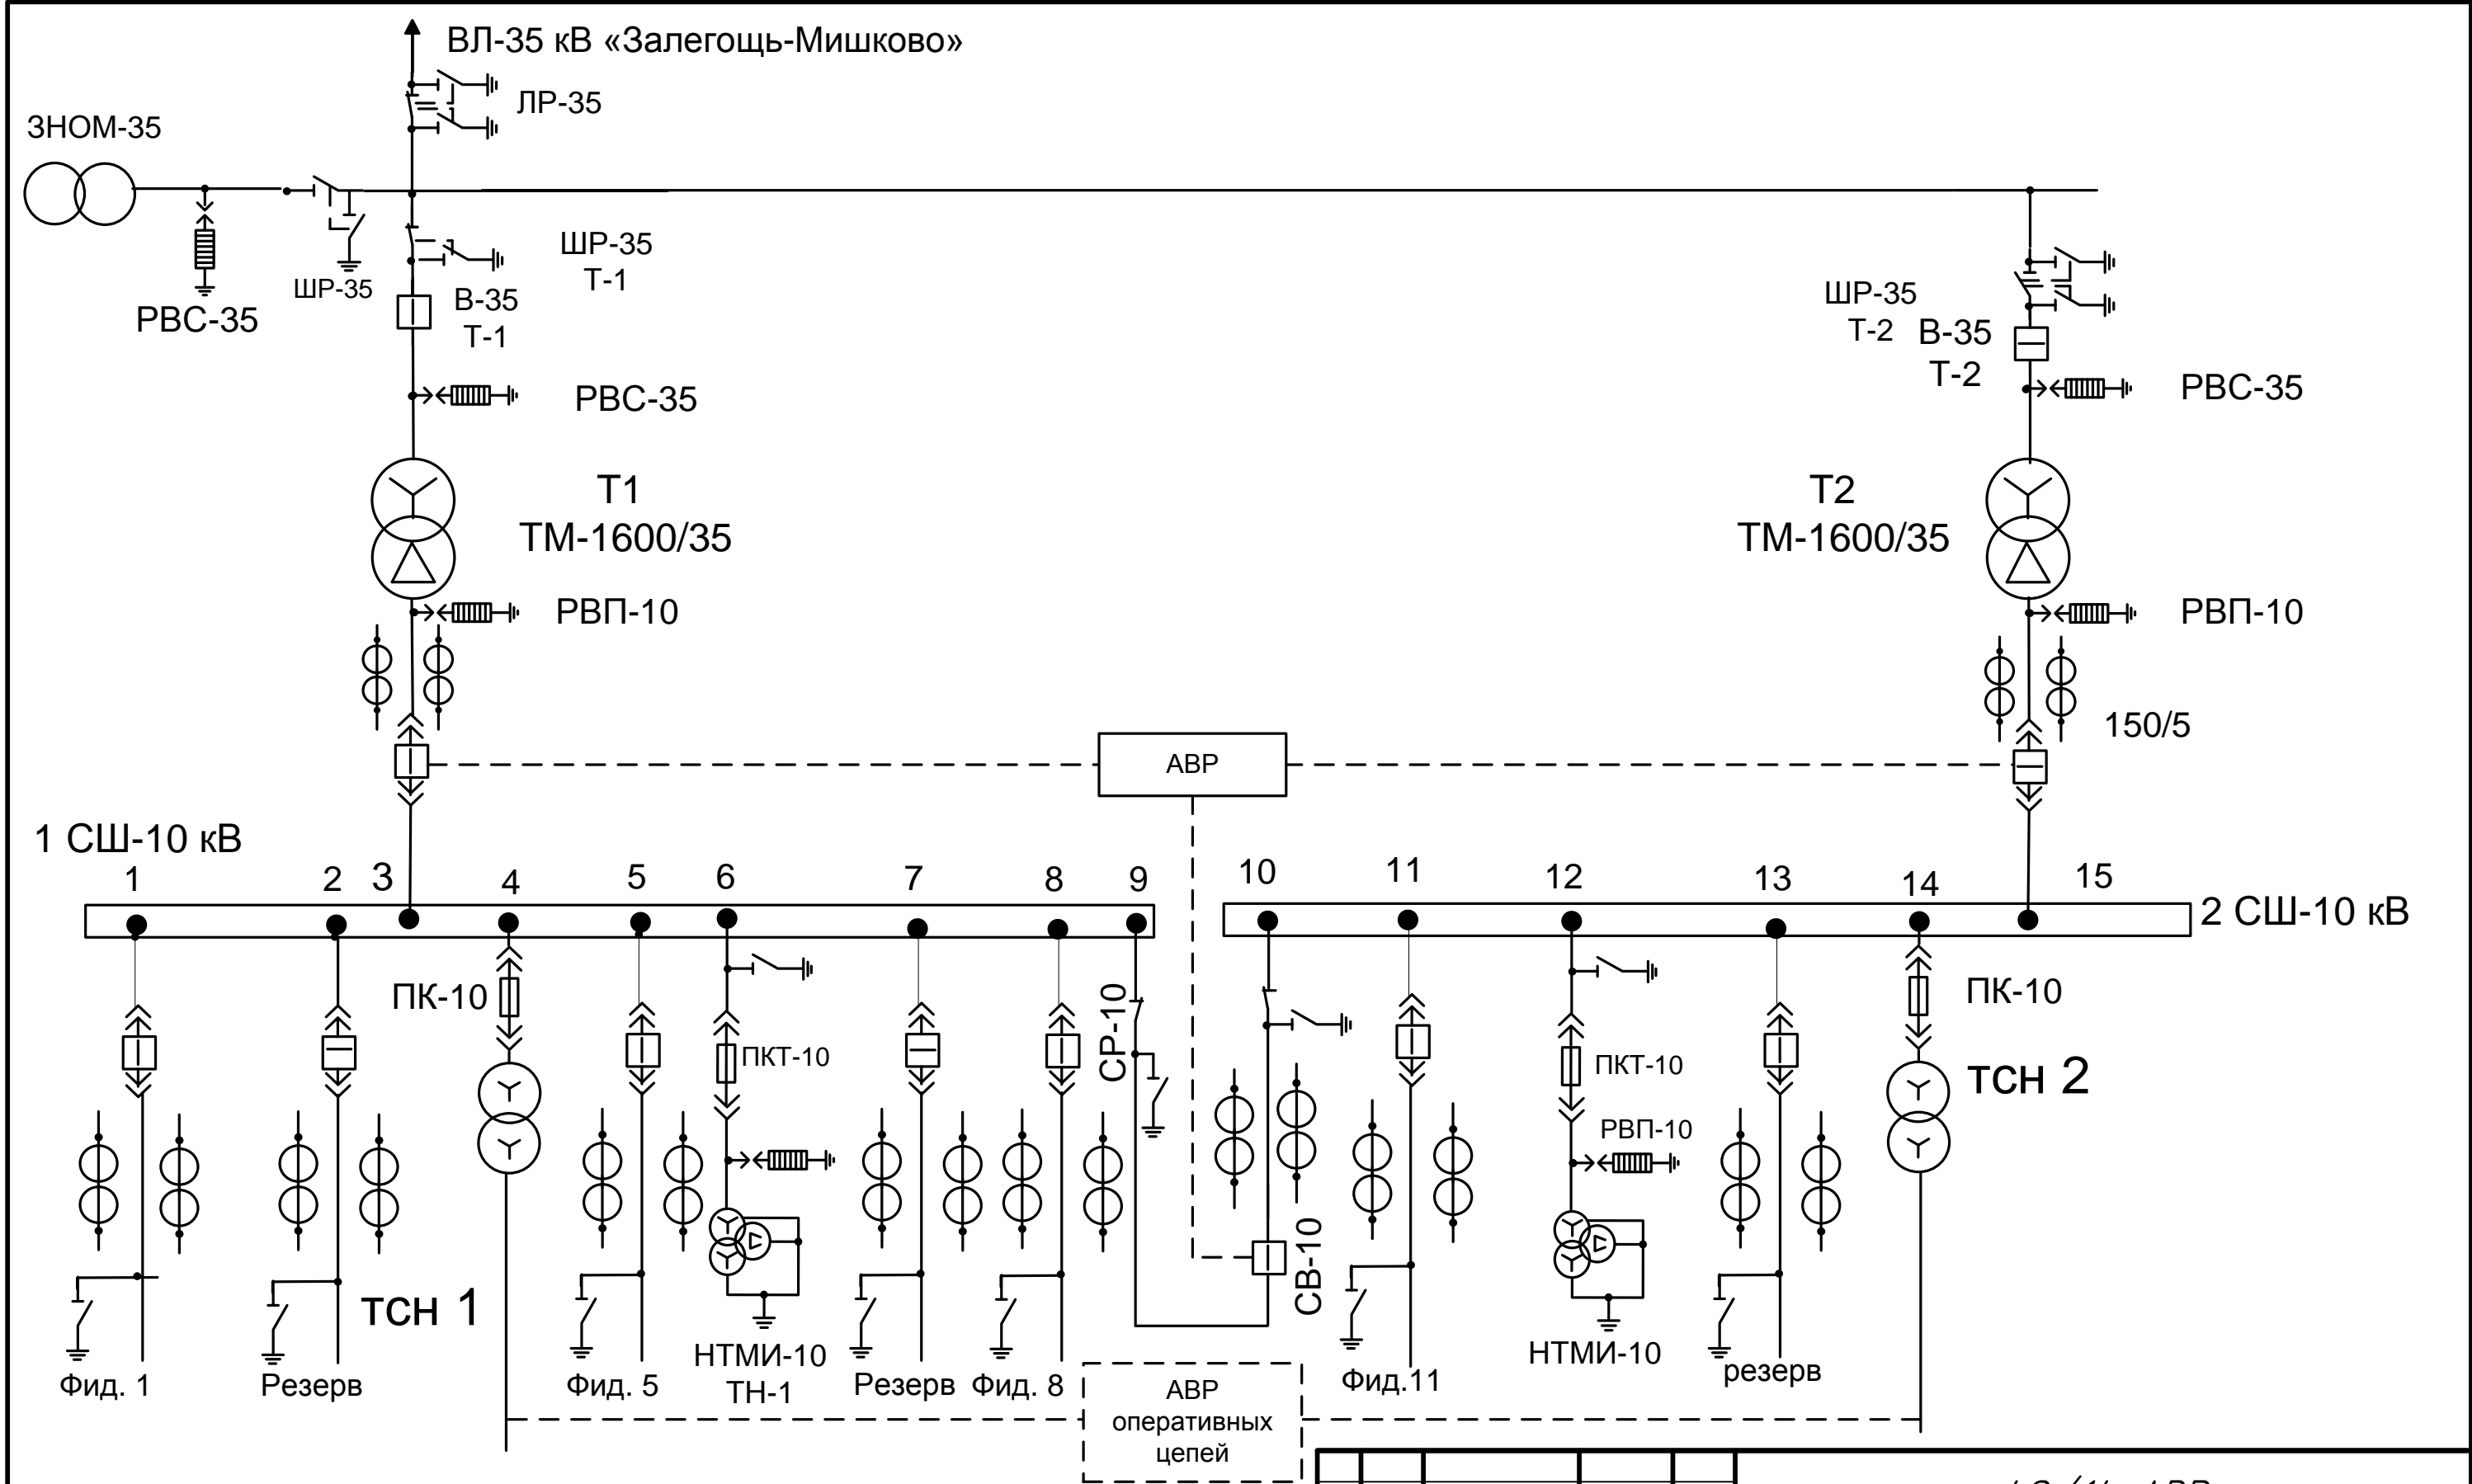 ВЛ-35 кВ «Залегощь-Мишково»
ЛР-35
ЗНОМ-35
ШР-35
Т-1
ШР-35
РВС-35
В-35
Т-1
ШР-35
Т-2
В-35
Т-2
РВС-35
РВС-35
Т1
ТМ-1600/35
Т2
ТМ-1600/35
РВП-10
РВП-10
150/5
АВР
1 СШ-10 кВ
1 2 3 4 5 6 7 8 9 10 11 12 13 14 15
2 СШ-10 кВ
ПК-10
ПКТ-10
СР-10
ПКТ-10
ПК-10
тсн 2
РВП-10
СВ-10
тсн 1
НТМИ-10
ТН-1
НТМИ-10
Фид. 1
Резерв
Фид. 5
Резерв
Фид. 8
Фид.11
резерв
АВР
оперативных
цепей